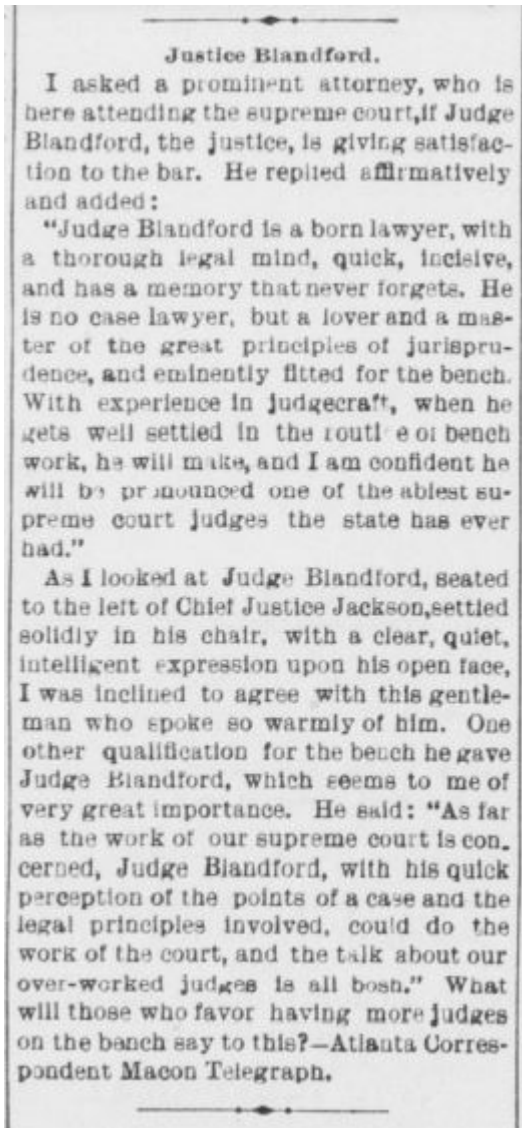 Justice Blandford.
I asked a prominent attorney, who is
here attending the supreme court,if Judge
Blandford, the justice, is giving satisfac-
tion to the bar. He replied affirmatively
and added:
"Judge Blandford is a born lawyer, with
a thorough legal mind, quick, incisive,
and has a memory that never forgets. He
is no case lawyer, but a lover and a mas-
ter of the great principles of jurispru-
dence, and eminently fitted for the bench.
With experience in judgecraft, when he
gets well settled in the routine of bench
work, he will make, and I am confident he
will be pronounced one of the ablest su-
preme court judges the state has ever
had."
As I looked at Judge Blandford, seated
to the left of Chief Justice Jackson,settled
solidly in his chair, with a clear, quiet,
intelligent expression upon his open face,
I was inclined to agree with this gentle-
man who spoke so warmly of him. One
other qualification for the bench he gave
Judge Blandford, which seems to me of
very great importance. He said: "As far
as the work of our supreme court is con.
cerned, Judge Blandford, with his quick
perception of the points of a case and the
legal principles involved, could do the
work of the court, and the talk about our
over-worked judges is all bosh." What
will those who favor having more judges
on the bench say to this?—Atlanta Corres-
pondent Macon Telegraph.